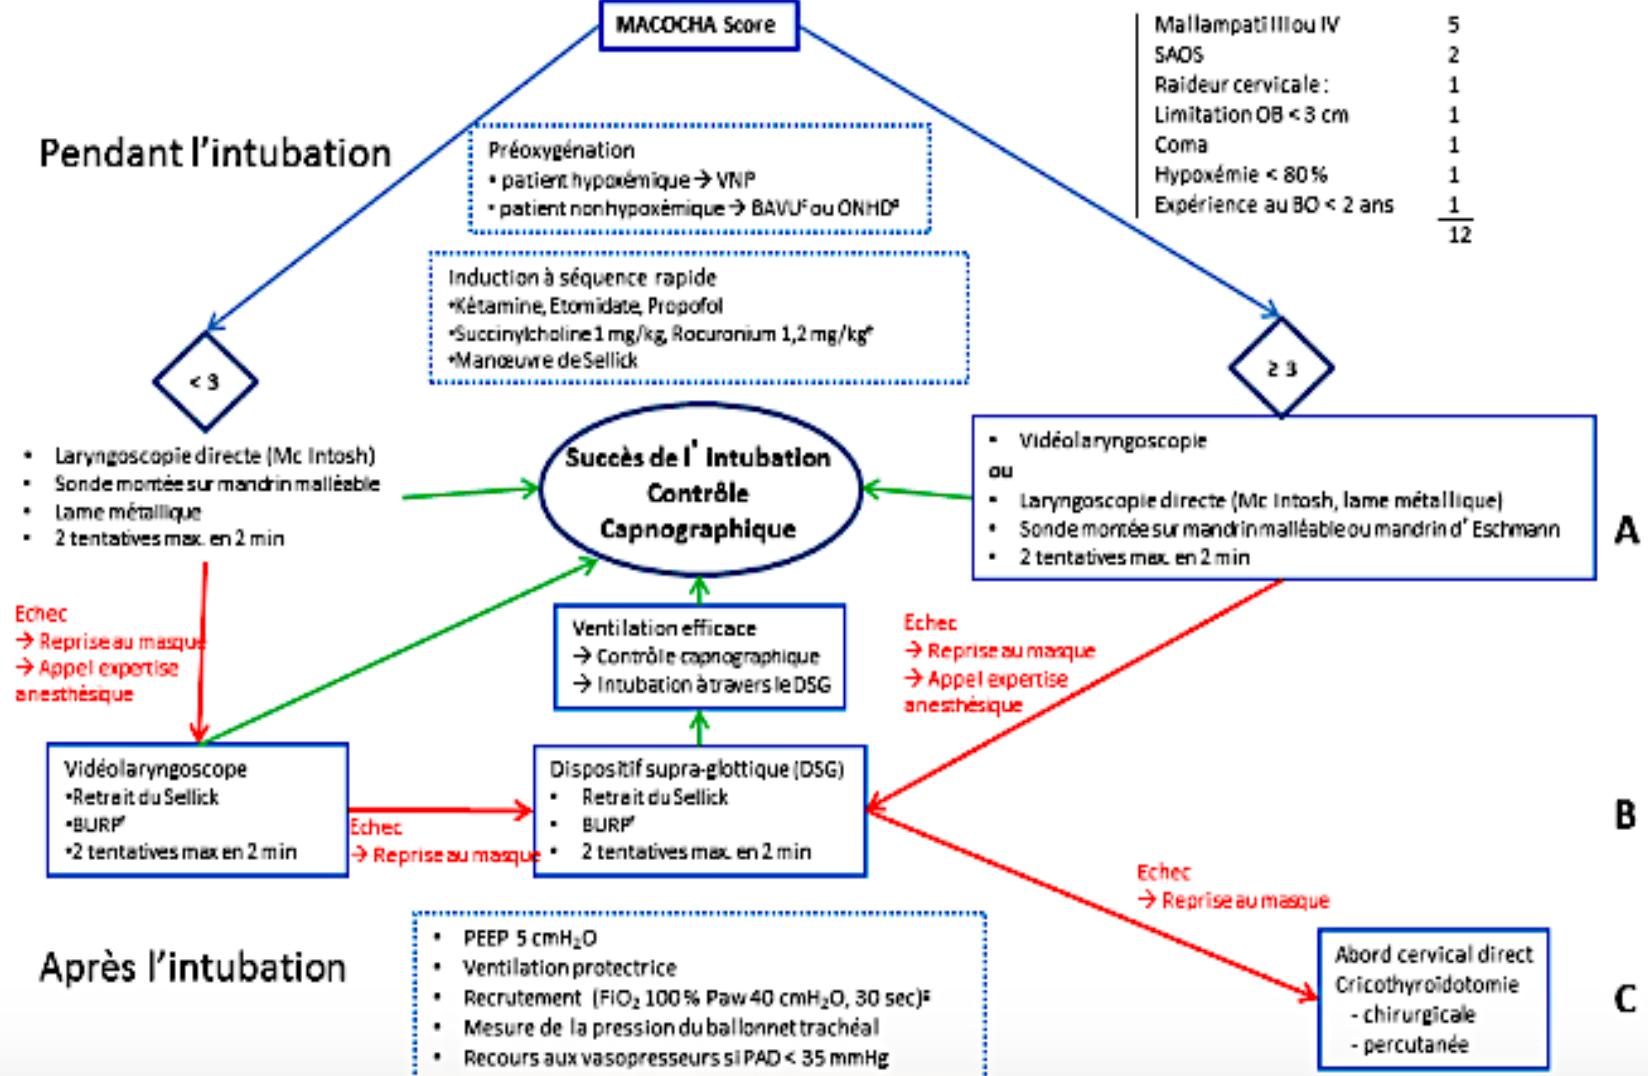 MACOCHA Score
Mallampati III ou IV 5
SAOS 2
Raideur cervicale : 1
Limitation OB < 3 cm 1
Coma 1
Hypoxémie < 80 % 1
Expérience au BO < 2 ans 1
12
Pendant l'intubation
Préoxygénation
• patient hypoxémique → VNP
• patient non hypoxémique → BAVU ou ONHD
Induction à séquence rapide
•Kétamine, Etomidate, Propofol
•Succinylcholine 1 mg/kg, Rocuronium 1,2 mg/kg
•Manœuvre de Sellick
< 3
≥ 3
• Laryngoscopie directe (Mc Intosh)
• Sonde montée sur mandrin malléable
• Lame métallique
• 2 tentatives max. en 2 min
Succès de l' Intubation
Contrôle
Capnographique
• Vidéolaryngoscopie
ou
• Laryngoscopie directe (Mc Intosh, lame métallique)
• Sonde montée sur mandrin malléable ou mandrin d' Eschmann
• 2 tentatives max. en 2 min
A
Echec
→ Reprise au masque
→ Appel expertise
anesthésique
Ventilation efficace
→ Contrôle capnographique
→ Intubation à travers le DSG
Echec
→ Reprise au masque
→ Appel expertise
anesthésique
Vidéolaryngoscope
•Retrait du Sellick
•BURP
•2 tentatives max en 2 min
Echec
→ Reprise au masque
Dispositif supra-glottique (DSG)
• Retrait du Sellick
• BURP
• 2 tentatives max. en 2 min
B
Echec
→ Reprise au masque
Après l'intubation
• PEEP 5 cmH₂O
• Ventilation protectrice
• Recrutement (FiO₂ 100 % Paw 40 cmH₂O, 30 sec)
• Mesure de la pression du ballonnet trachéal
• Recours aux vasopresseurs si PAD < 35 mmHg
Abord cervical direct
Cricothyroïdotomie
- chirurgicale
- percutanée
C